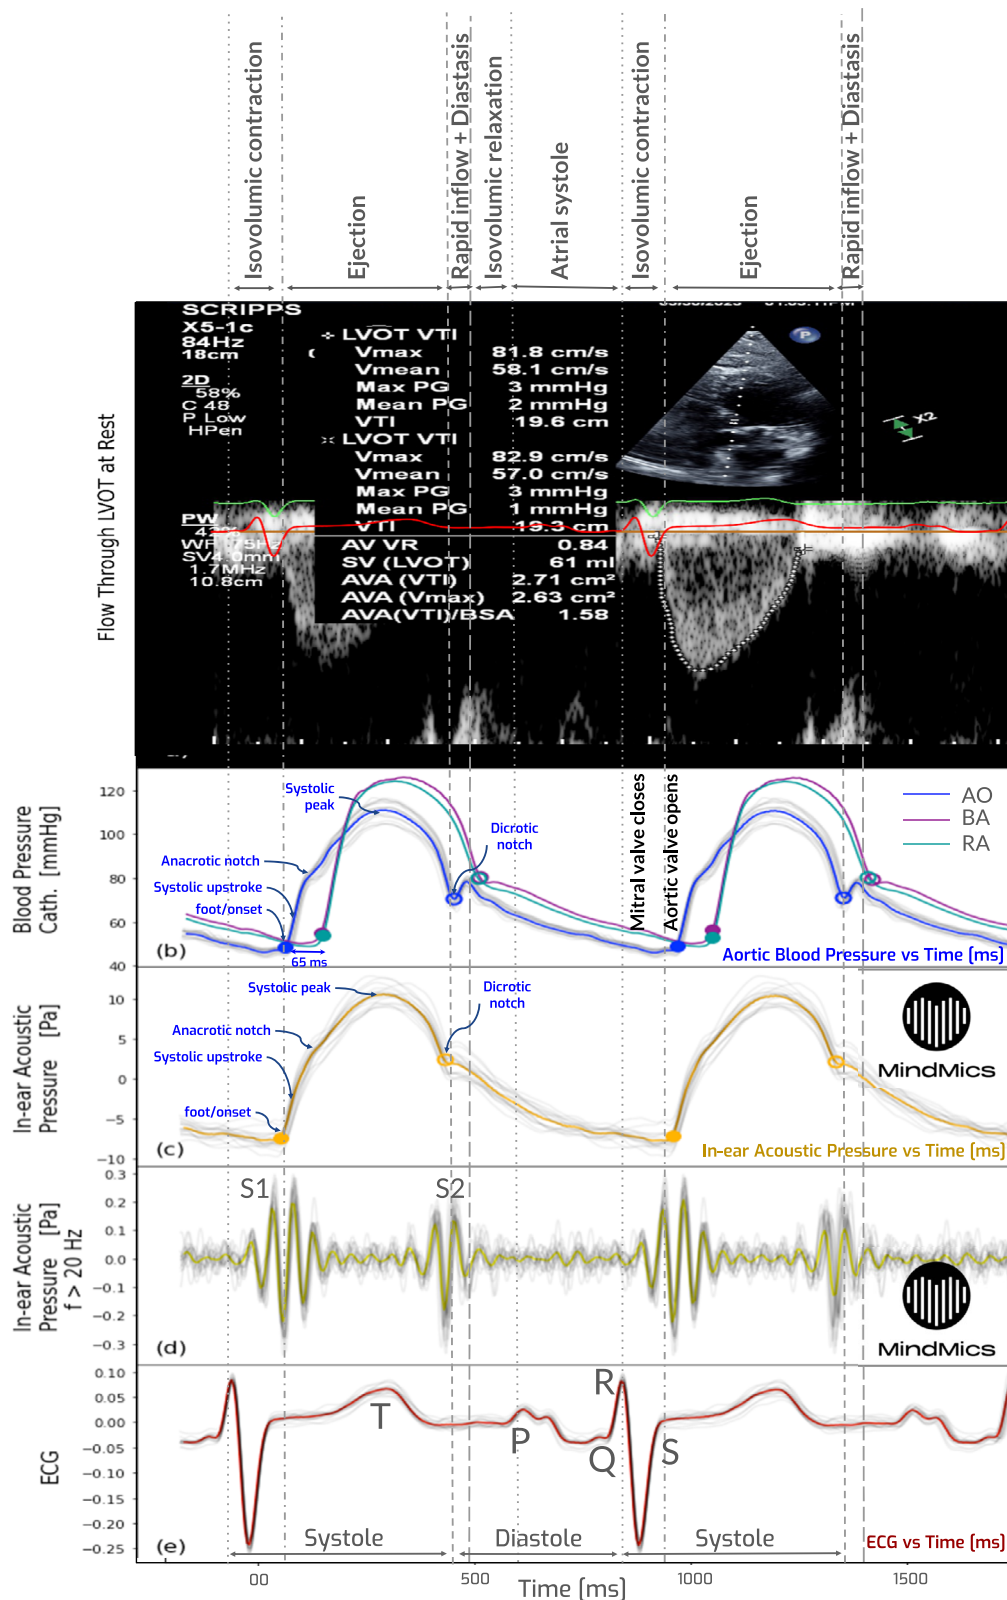 Isovolumic contraction
Ejection
Rapid inflow + Diastasis
Isovolumic relaxation
Atrial systole
Isovolumic contraction
Ejection
Rapid inflow + Diastasis
Flow Through LVOT at Rest
SCRIPPS
X5-1c
84Hz
18cm
2D
58%
C 48
P Low
HPen
PW
WF 75Hz
SV4.0mm
1.7MHz
10.8cm
LVOT VTI
Vmax 81.8 cm/s
Vmean 58.1 cm/s
Max PG 3 mmHg
Mean PG 2 mmHg
VTI 19.6 cm
LVOT VTI
Vmax 82.9 cm/s
Vmean 57.0 cm/s
Max PG 3 mmHg
Mean PG 1 mmHg
VTI 19.3 cm
AV VR 0.84
SV (LVOT) 61 ml
AVA (VTI) 2.71 cm²
AVA (Vmax) 2.63 cm²
AVA(VTI)/BSA 1.58
P
X2
Blood Pressure
Cath. [mmHg]
120
100
80
60
40
Systolic
peak
Anacrotic notch
Systolic upstroke
foot/onset
65 ms
Dicrotic
notch
Mitral valve closes
Aortic valve opens
AO
BA
RA
(b)
Aortic Blood Pressure vs Time [ms]
In-ear Acoustic
Pressure [Pa]
10
5
0
−5
−10
Systolic peak
Anacrotic notch
Systolic upstroke
foot/onset
Dicrotic
notch
MindMics
(c)
In-ear Acoustic Pressure vs Time [ms]
In-ear Acoustic
Pressure [Pa]
f > 20 Hz
0.3
0.2
0.1
0.0
−0.1
−0.2
−0.3
S1
S2
(d)
MindMics
ECG
0.10
0.05
0.00
−0.05
−0.10
−0.15
−0.20
−0.25
T
P
Q
R
S
(e)
Systole
Diastole
Systole
ECG vs Time [ms]
00
500
1000
1500
Time [ms]